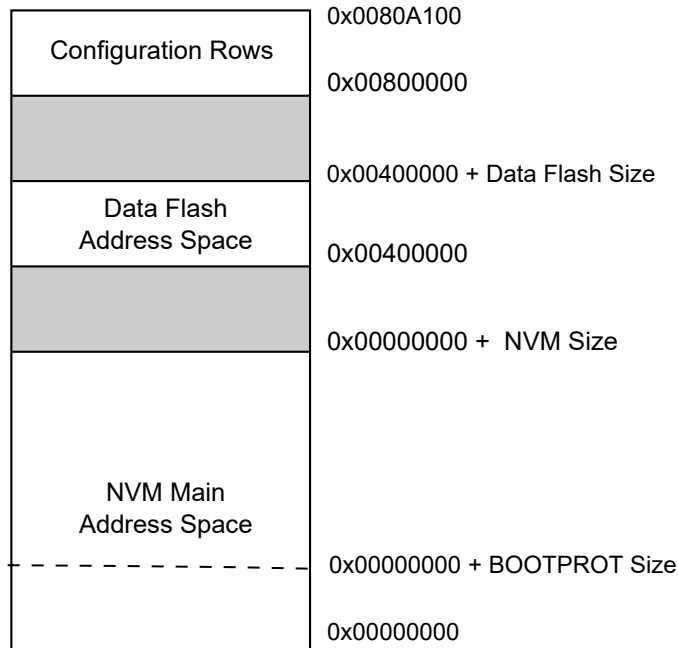 0x0080A100
Configuration Rows
0x00800000
0x00400000 + Data Flash Size
Data Flash
Address Space
0x00400000
0x00000000 + NVM Size
NVM Main
Address Space
0x00000000 + BOOTPROT Size
0x00000000